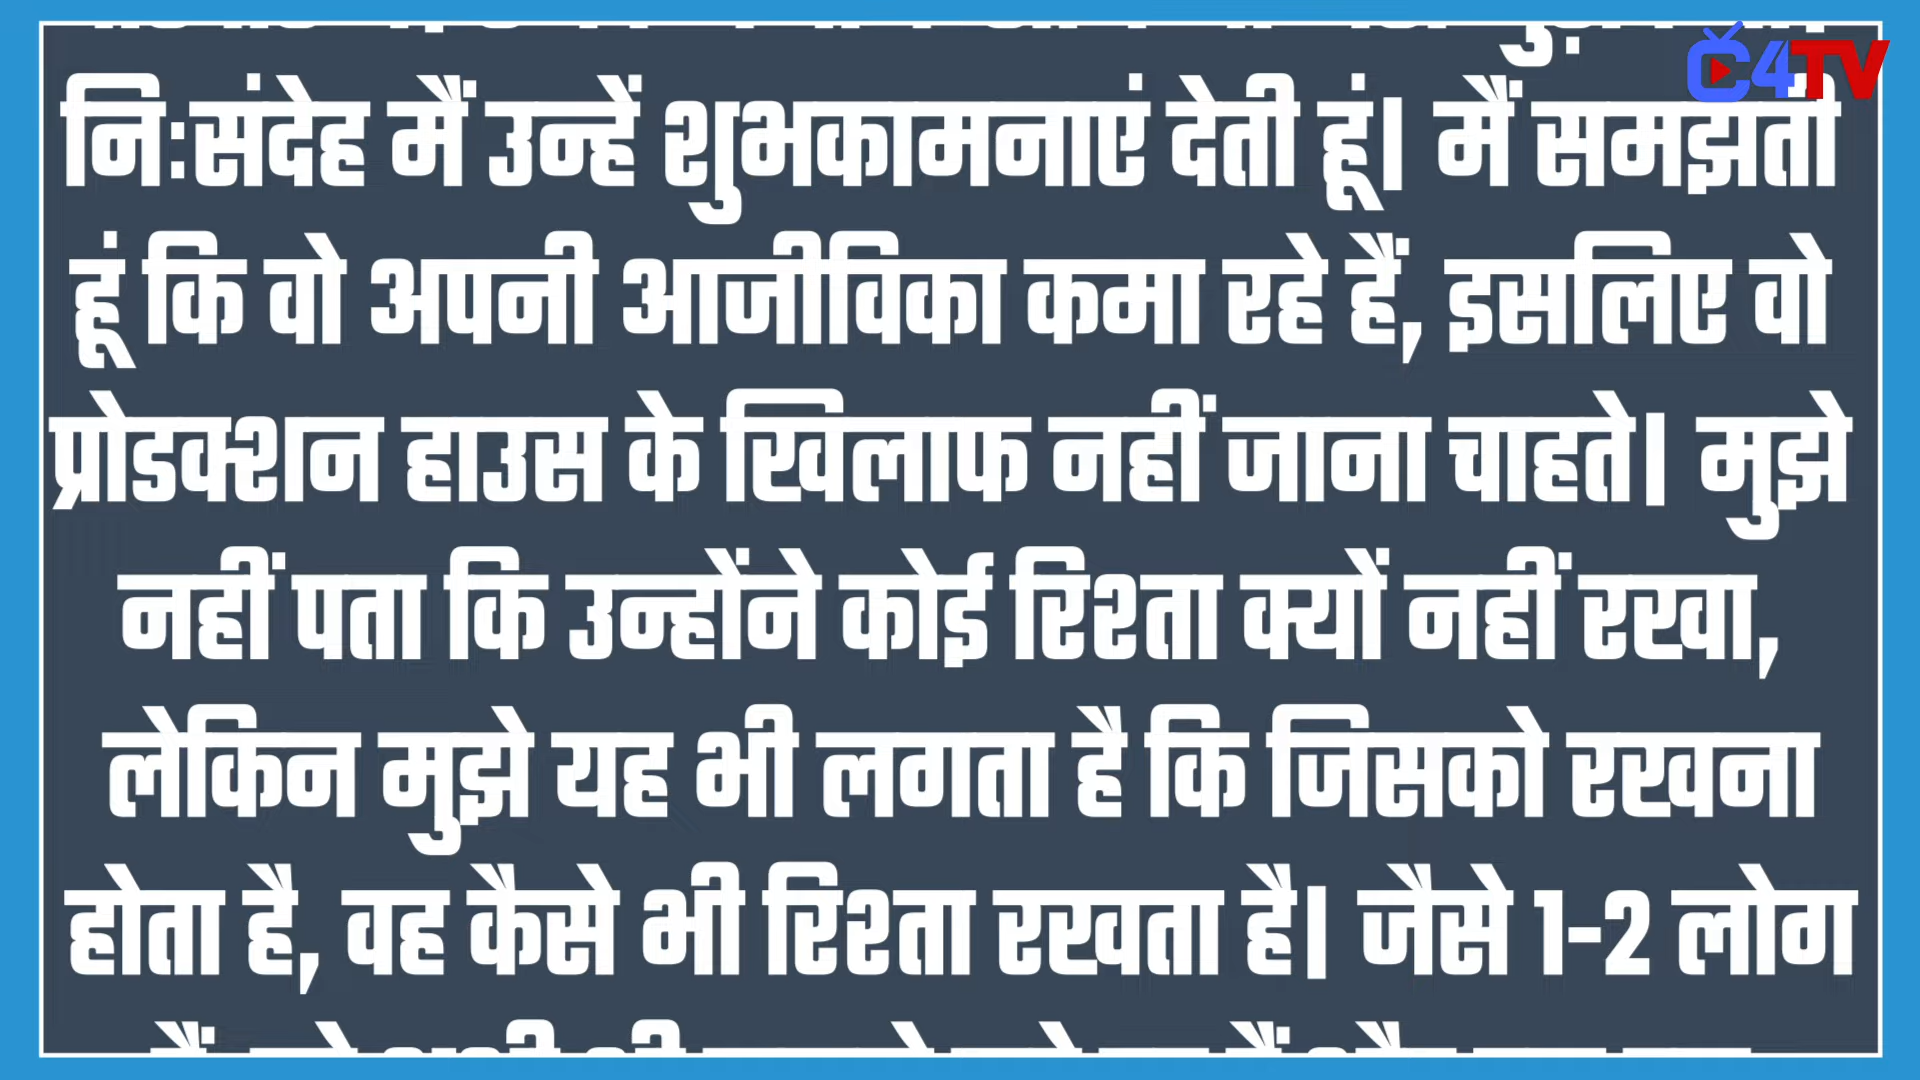 C4TV
निःसंदेह मैं उन्हें शुभकामनाएं देती हूं। मैं समझती
हूं कि वो अपनी आजीविका कमा रहे हैं, इसलिए वो
प्रोडक्शन हाउस के खिलाफ नहीं जाना चाहते। मुझे
नहीं पता कि उन्होंने कोई रिश्ता क्यों नहीं रखा,
लेकिन मुझे यह भी लगता है कि जिसको रखना
होता है, वह कैसे भी रिश्ता रखता है। जैसे 1-2 लोग